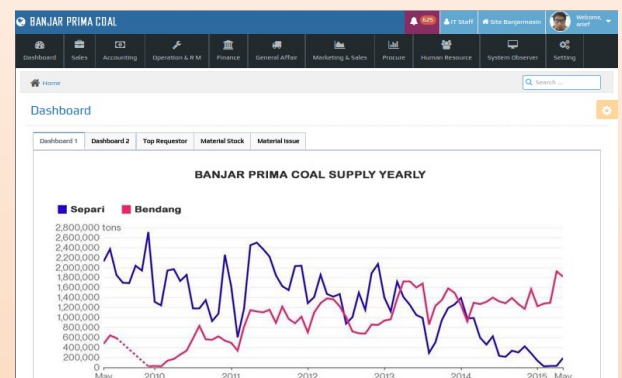 BANJAR PRIMA COAL
625 IT Staff Site Banjarmasin Welcome, arief
Dashboard Sales Accounting Operation & R M Finance General Affair Marketing & Sales Procure Human Resource System Observer Setting
Home Search ...
Dashboard
Dashboard 1 Dashboard 2 Top Requestor Material Stock Material Issue
BANJAR PRIMA COAL SUPPLY YEARLY
Separi Bendang
2,800,000 tons
2,600,000
2,400,000
2,200,000
2,000,000
1,800,000
1,600,000
1,400,000
1,200,000
1,000,000
800,000
600,000
400,000
200,000
0
May 2010 2011 2012 2013 2014 2015 May